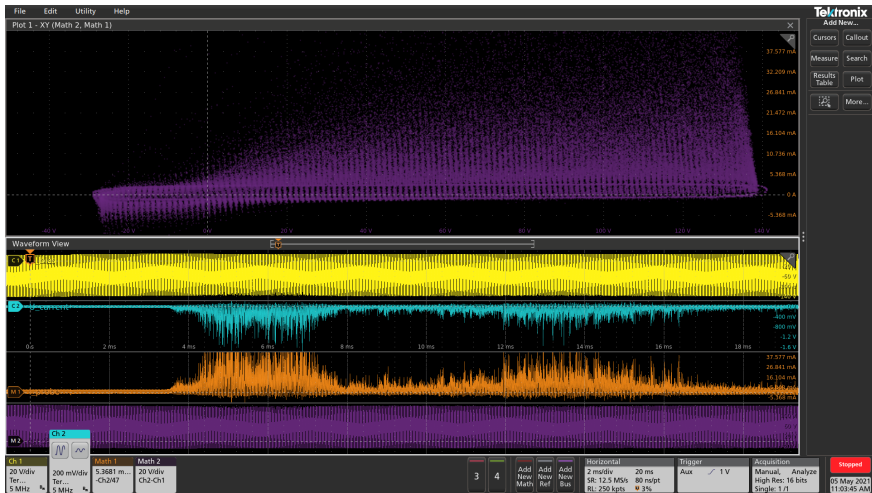 File Edit Utility Help
Tektronix
Add New...
Plot 1 - XY (Math 2, Math 1)
Cursors Callout
Measure Search
Results Table Plot
More...
37.577 mA
32.209 mA
26.841 mA
21.472 mA
16.104 mA
10.736 mA
5.368 mA
0 A
-5.368 mA
-40 V -20 V 0 V 20 V 40 V 60 V 80 V 100 V 120 V 140 V
Waveform View
C 1
-50 V
C 2
-400 mV
-800 mV
-1.2 V
-1.6 V
0 s 2 ms 4 ms 6 ms 8 ms 10 ms 12 ms 14 ms 16 ms 18 ms
37.577 mA
26.841 mA
16.104 mA
-5.368 mA
M 1
M 2
Ch 2
Ch 1
20 V/div
Ter...
5 MHz
200 mV/div
Ter...
5 MHz
Math 1
5.3681 m...
-Ch2/47
Math 2
20 V/div
Ch2-Ch1
3 4
Add New Math
Add New Ref
Add New Bus
Horizontal
2 ms/div 20 ms
SR: 12.5 MS/s 80 ns/pt
RL: 250 kpts 3%
Trigger
Aux 1 V
Acquisition
Manual, Analyze
High Res: 16 bits
Single: 1 /1
Stopped
05 May 2021
11:03:45 AM